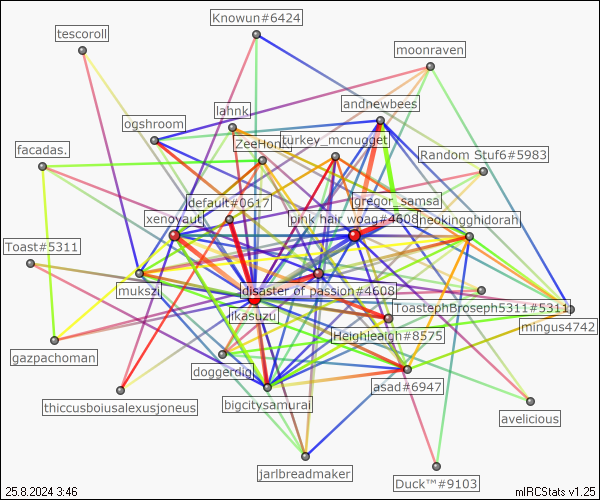 Knowun#6424
tescoroll
moonraven
andnewbees
lahnk
ogshroom
turkey_mcnugget
ZeeHond
facadas.
Random Stuf6#5983
default#0617
gregor_samsa
xenoyaut
pink hair woag#4608
neokingghidorah
Toast#5311
mukszi
disaster of passion#4608
ToastephBroseph5311#5311
ikasuzu
mingus4742
Heighleaigh#8575
gazpachoman
doggerdigi
asad#6947
thiccusboiusalexusjoneus
bigcitysamurai
avelicious
jarlbreadmaker
Duck™#9103
25.8.2024 3:46
mIRCStats v1.25